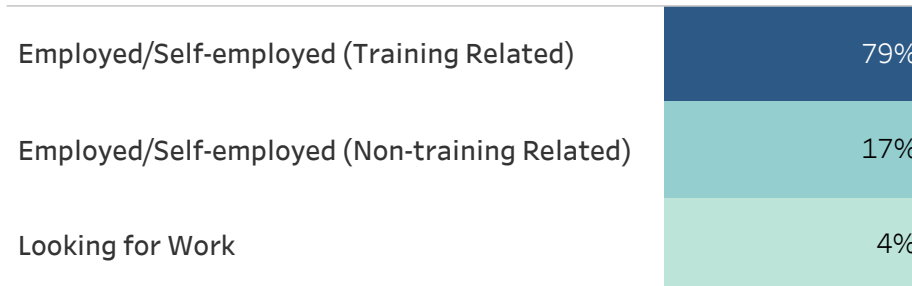 Employed/Self-employed (Training Related) 79%
Employed/Self-employed (Non-training Related) 17%
Looking for Work 4%